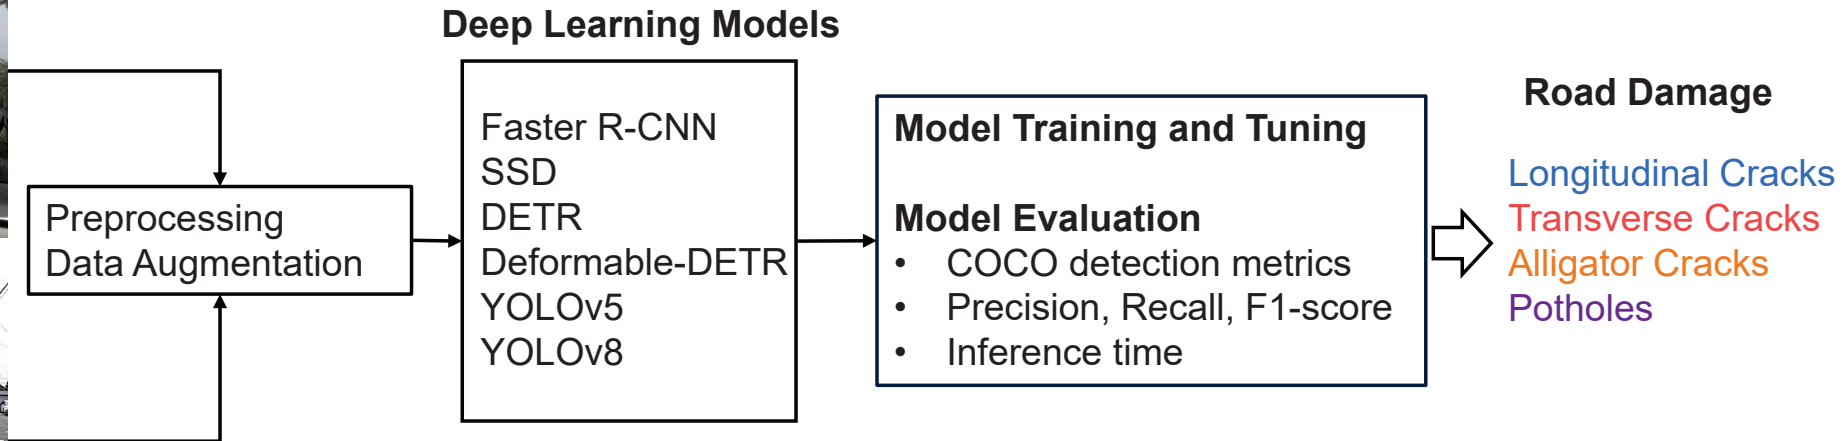 Deep Learning Models
Preprocessing
Data Augmentation
Faster R-CNN
SSD
DETR
Deformable-DETR
YOLOv5
YOLOv8
Model Training and Tuning
Model Evaluation
• COCO detection metrics
• Precision, Recall, F1-score
• Inference time
Road Damage
Longitudinal Cracks
Transverse Cracks
Alligator Cracks
Potholes